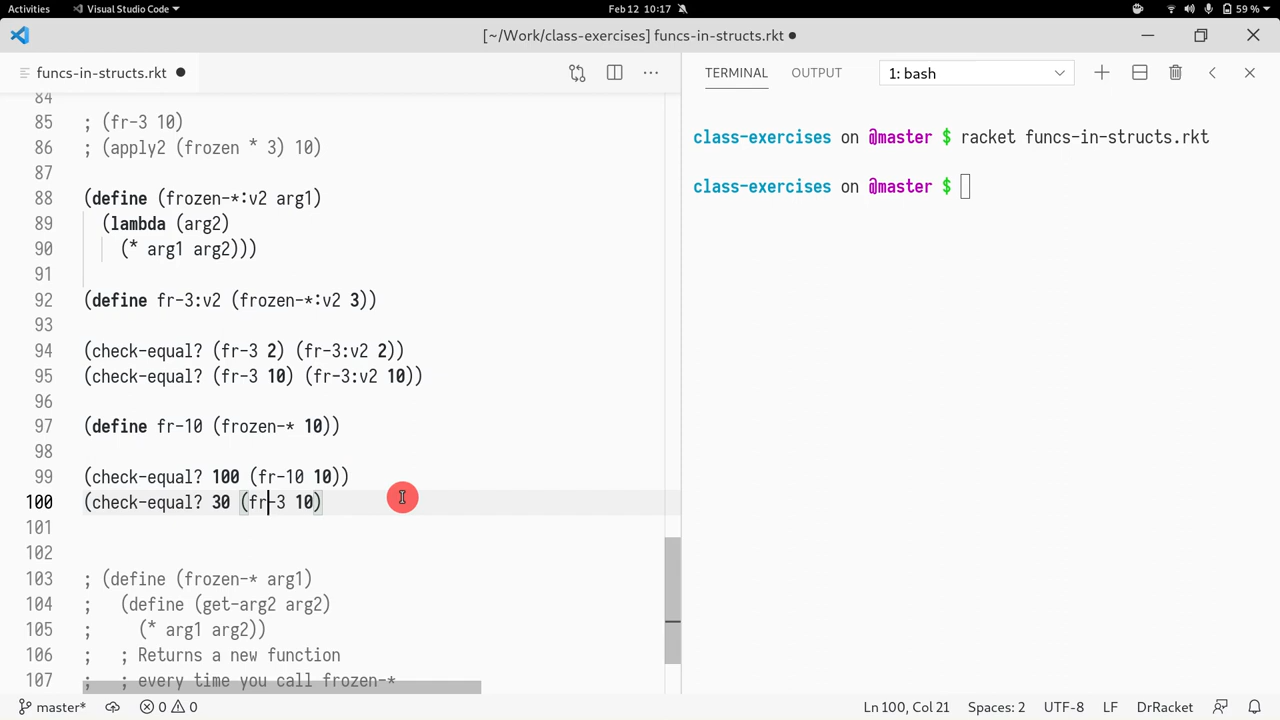 Activities Visual Studio Code Feb 12 10:17 59 %
[~/Work/class-exercises] funcs-in-structs.rkt ●
funcs-in-structs.rkt ● ··· TERMINAL OUTPUT 1: bash
84
85 ; (fr-3 10)
86 ; (apply2 (frozen * 3) 10)
87
88 (define (frozen-*:v2 arg1)
89 (lambda (arg2)
90 (* arg1 arg2)))
91
92 (define fr-3:v2 (frozen-*:v2 3))
93
94 (check-equal? (fr-3 2) (fr-3:v2 2))
95 (check-equal? (fr-3 10) (fr-3:v2 10))
96
97 (define fr-10 (frozen-* 10))
98
99 (check-equal? 100 (fr-10 10))
100 (check-equal? 30 (fr-3 10)
101
102
103 ; (define (frozen-* arg1)
104 ; (define (get-arg2 arg2)
105 ; (* arg1 arg2))
106 ; ; Returns a new function
107 ; ; every time you call frozen-*
class-exercises on @master $ racket funcs-in-structs.rkt
class-exercises on @master $
master* 0 0 Ln 100, Col 21 Spaces: 2 UTF-8 LF DrRacket